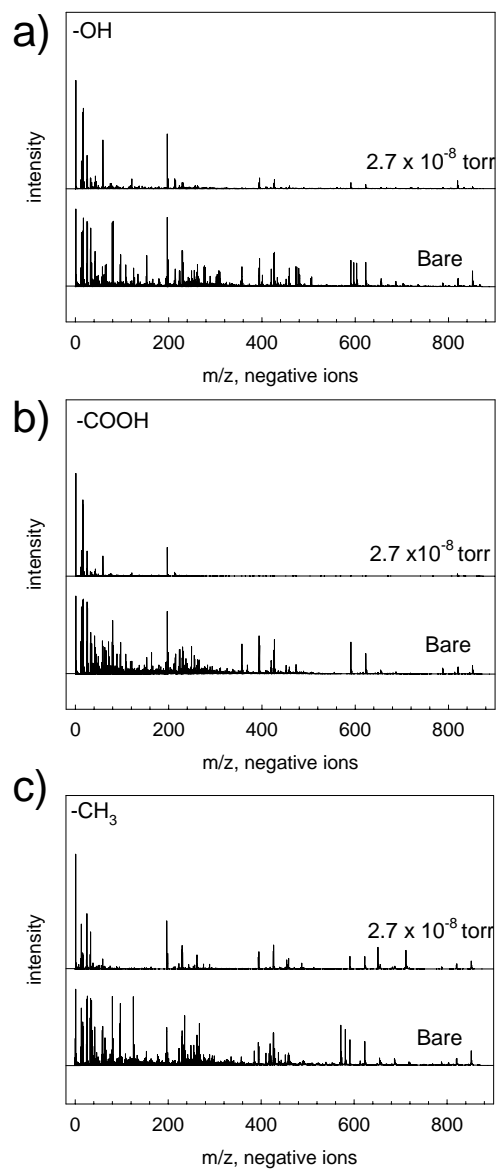 a)
-OH
2.7 x 10⁻⁸ torr
Bare
intensity
intensity
0 200 400 600 800
m/z, negative ions
b)
-COOH
2.7 x10⁻⁸ torr
Bare
intensity
0 200 400 600 800
m/z, negative ions
c)
-CH₃
2.7 x 10⁻⁸ torr
Bare
intensity
0 200 400 600 800
m/z, negative ions